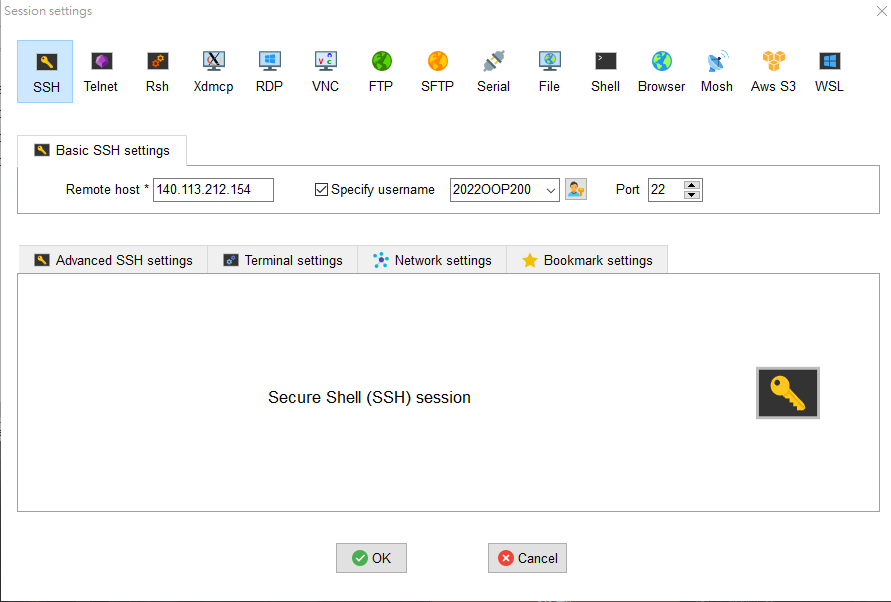 Session settings
SSH Telnet Rsh Xdmcp RDP VNC FTP SFTP Serial File Shell Browser Mosh Aws S3 WSL
Basic SSH settings
Remote host * 140.113.212.154 Specify username 2022OOP200 Port 22
Advanced SSH settings Terminal settings Network settings Bookmark settings
Secure Shell (SSH) session
OK Cancel